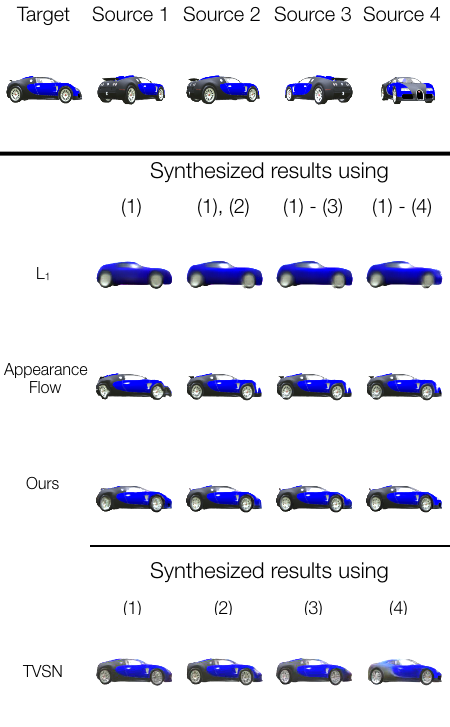 Target Source 1 Source 2 Source 3 Source 4
Synthesized results using
(1) (1), (2) (1) - (3) (1) - (4)
L₁
Appearance
Flow
Ours
Synthesized results using
(1) (2) (3) (4)
TVSN